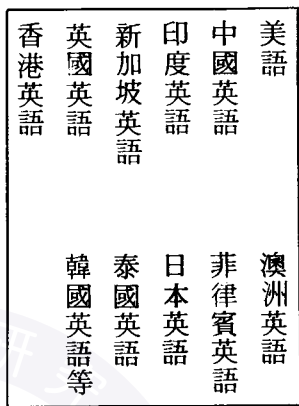 美語　澳洲英語
中國英語　菲律賓英語
印度英語　日本英語
新加坡英語　泰國英語
英國英語　韓國英語等
香港英語
研究